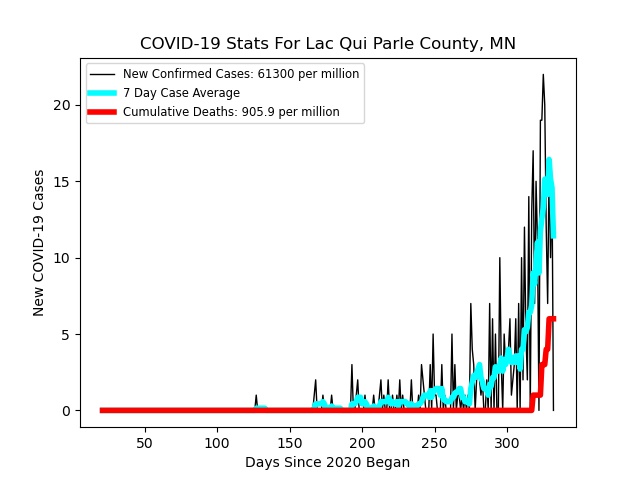 COVID-19 Stats For Lac Qui Parle County, MN
New Confirmed Cases: 61300 per million
7 Day Case Average
Cumulative Deaths: 905.9 per million
New COVID-19 Cases
20
15
10
5
0
50 100 150 200 250 300
Days Since 2020 Began